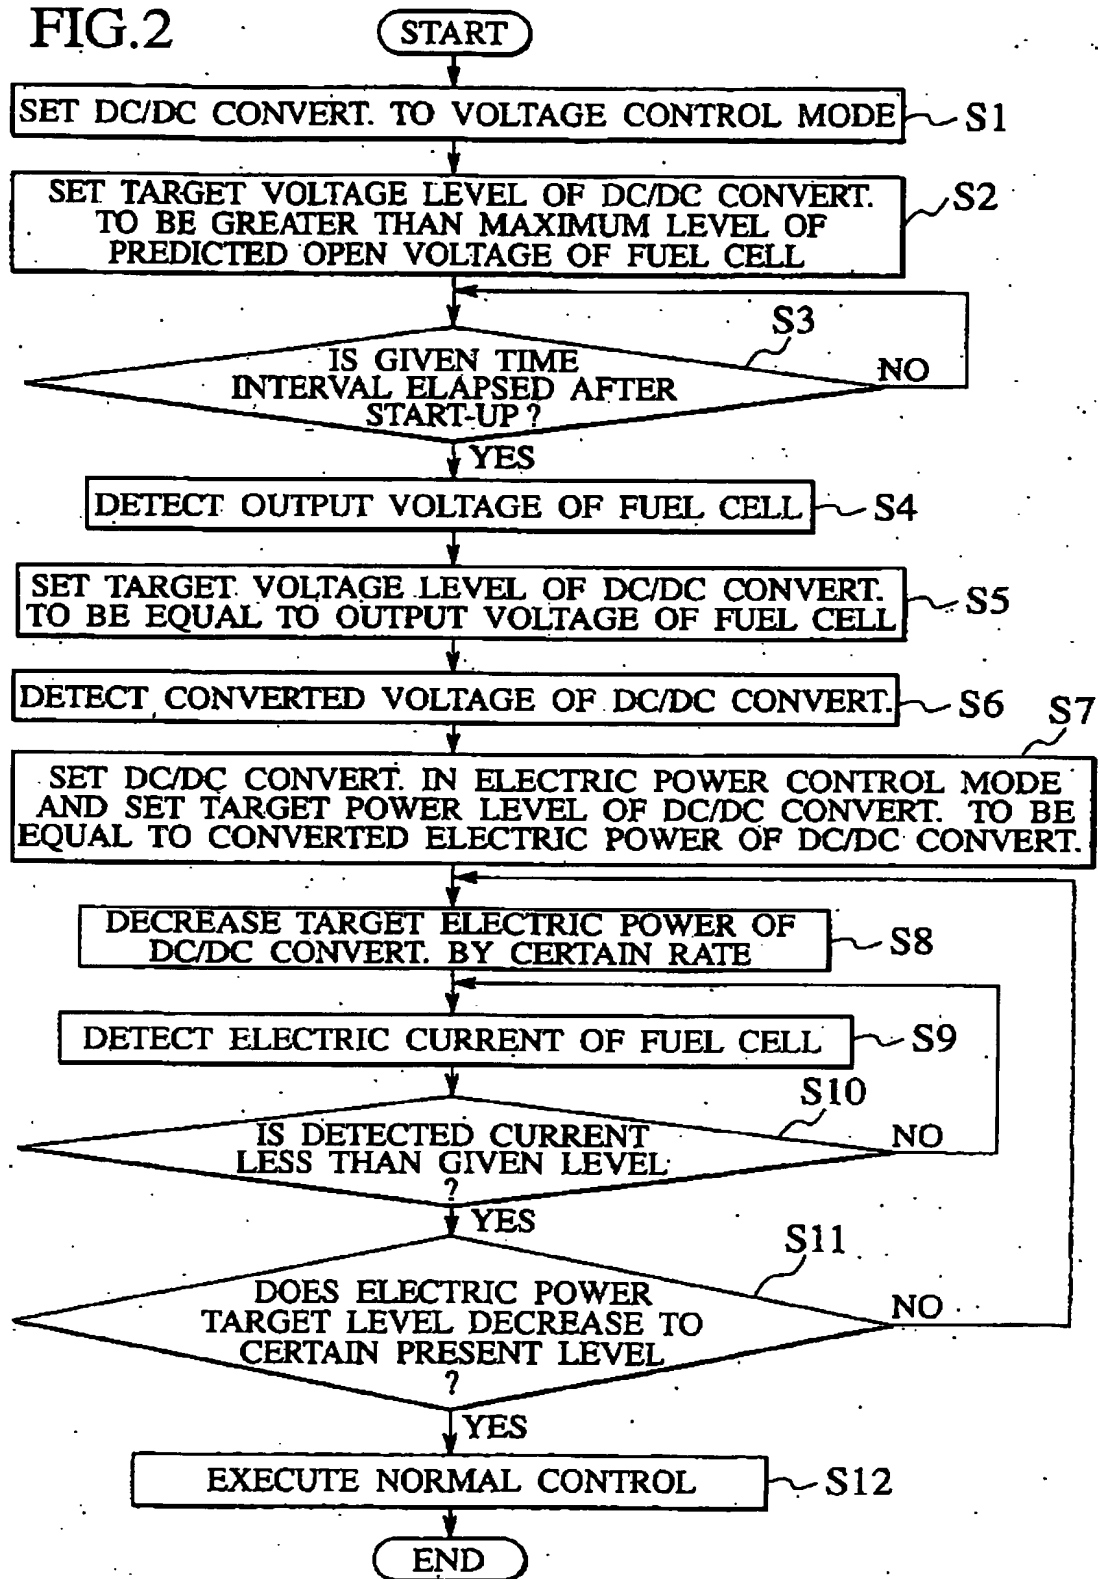 FIG.2
START
SET DC/DC CONVERT. TO VOLTAGE CONTROL MODE
S1
SET TARGET VOLTAGE LEVEL OF DC/DC CONVERT.
TO BE GREATER THAN MAXIMUM LEVEL OF
PREDICTED OPEN VOLTAGE OF FUEL CELL
S2
S3
IS GIVEN TIME
INTERVAL ELAPSED AFTER
START-UP?
NO
YES
DETECT OUTPUT VOLTAGE OF FUEL CELL
S4
SET TARGET VOLTAGE LEVEL OF DC/DC CONVERT.
TO BE EQUAL TO OUTPUT VOLTAGE OF FUEL CELL
S5
DETECT CONVERTED VOLTAGE OF DC/DC CONVERT.
S6
S7
SET DC/DC CONVERT. IN ELECTRIC POWER CONTROL MODE
AND SET TARGET POWER LEVEL OF DC/DC CONVERT. TO BE
EQUAL TO CONVERTED ELECTRIC POWER OF DC/DC CONVERT.
DECREASE TARGET ELECTRIC POWER OF
DC/DC CONVERT. BY CERTAIN RATE
S8
DETECT ELECTRIC CURRENT OF FUEL CELL
S9
S10
IS DETECTED CURRENT
LESS THAN GIVEN LEVEL
?
NO
YES
S11
DOES ELECTRIC POWER
TARGET LEVEL DECREASE TO
CERTAIN PRESENT LEVEL
?
NO
YES
EXECUTE NORMAL CONTROL
S12
END